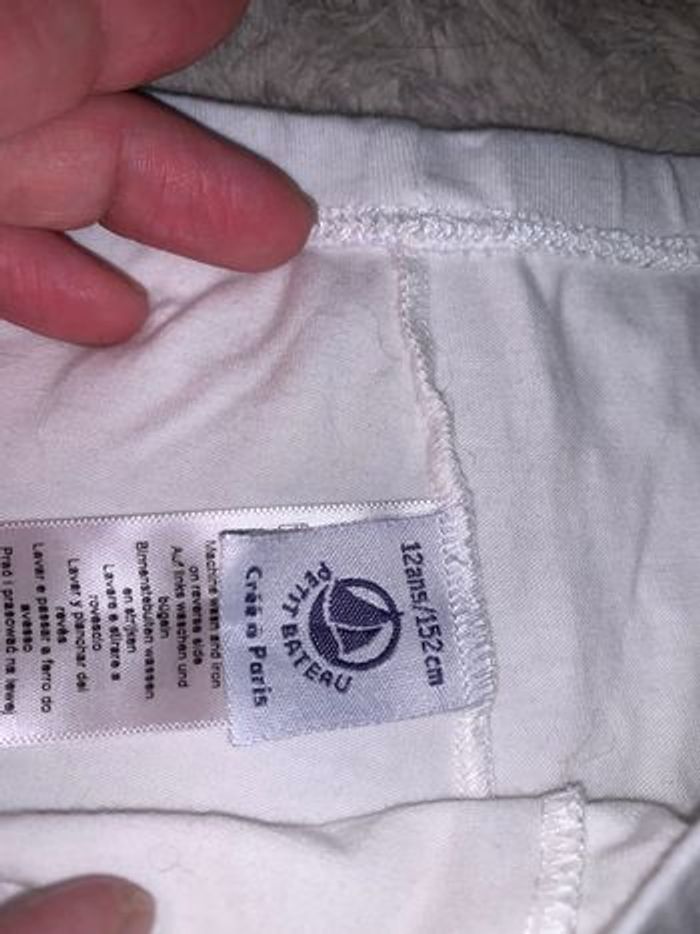 12ans/152cm
PETIT BATEAU
Créé à Paris
Machine wash and iron
on reverse side
Auf links waschen und
bügeln
Binnenstebuiten wassen
en strijken
Lavare e stirare a
rovescio
Lavar y planchar del
revés
Lavar e passar a ferro do
avesso
Prać i prasować na lewej